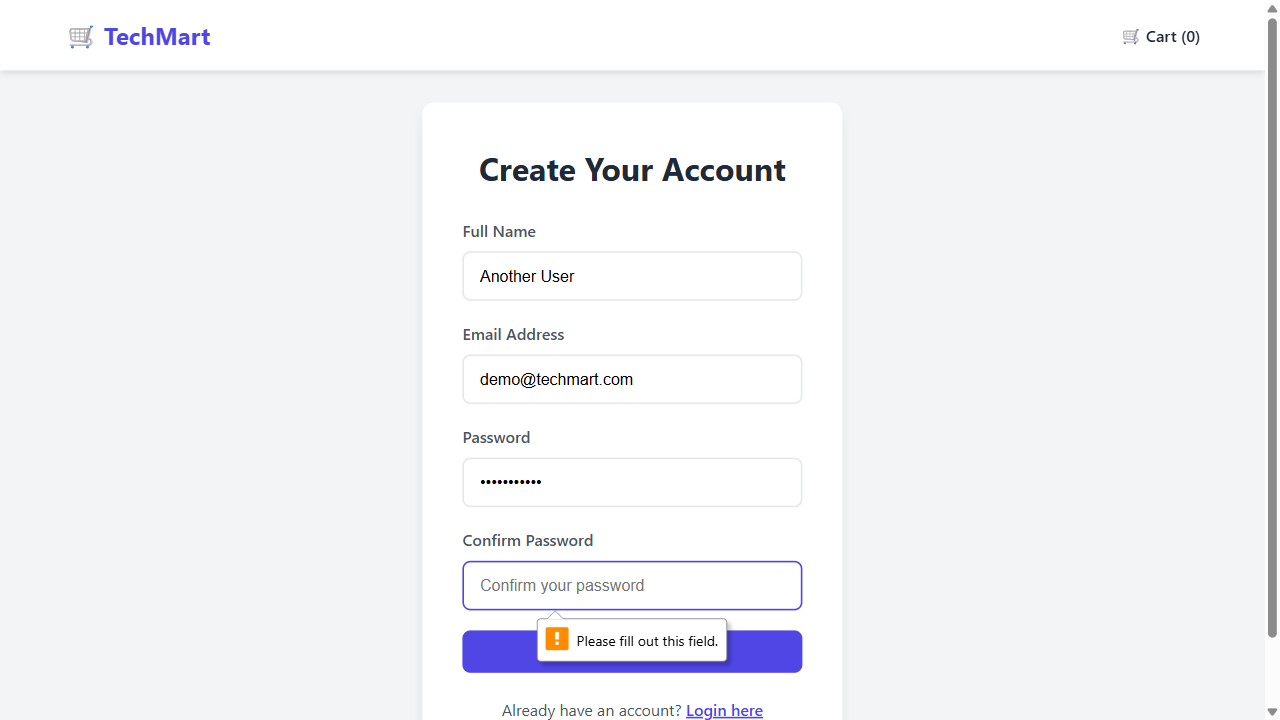 TechMart
Cart (0)
Create Your Account
Full Name
Another User
Email Address
demo@techmart.com
Password
•••••••••••
Confirm Password
Confirm your password
Please fill out this field.
Already have an account? Login here